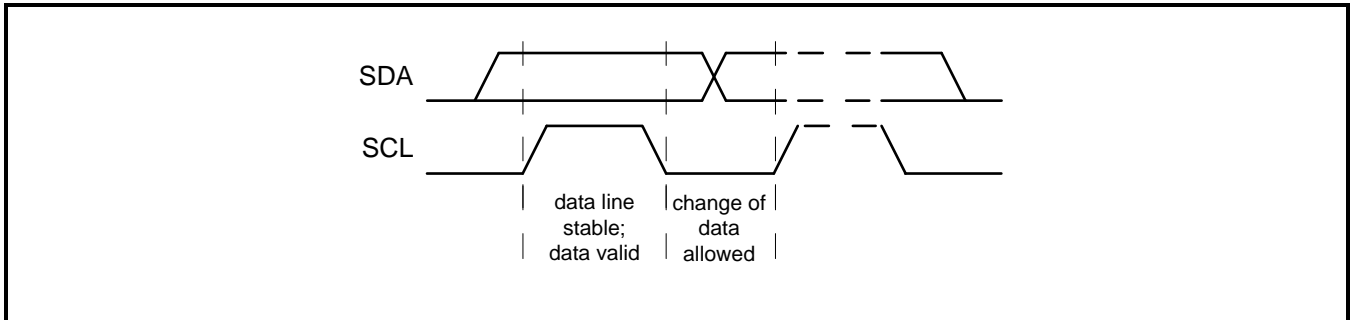 SDA
SCL
data line
stable;
data valid
change of
data
allowed